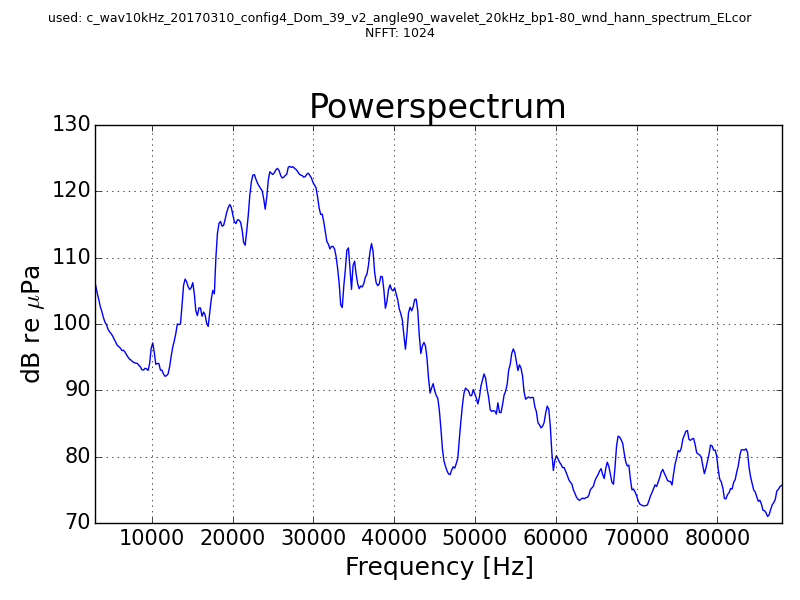 used: c_wav10kHz_20170310_config4_Dom_39_v2_angle90_wavelet_20kHz_bp1-80_wnd_hann_spectrum_ELcor
NFFT: 1024
Powerspectrum
130
120
110
100
90
80
70
dB re μPa
10000 20000 30000 40000 50000 60000 70000 80000
Frequency [Hz]